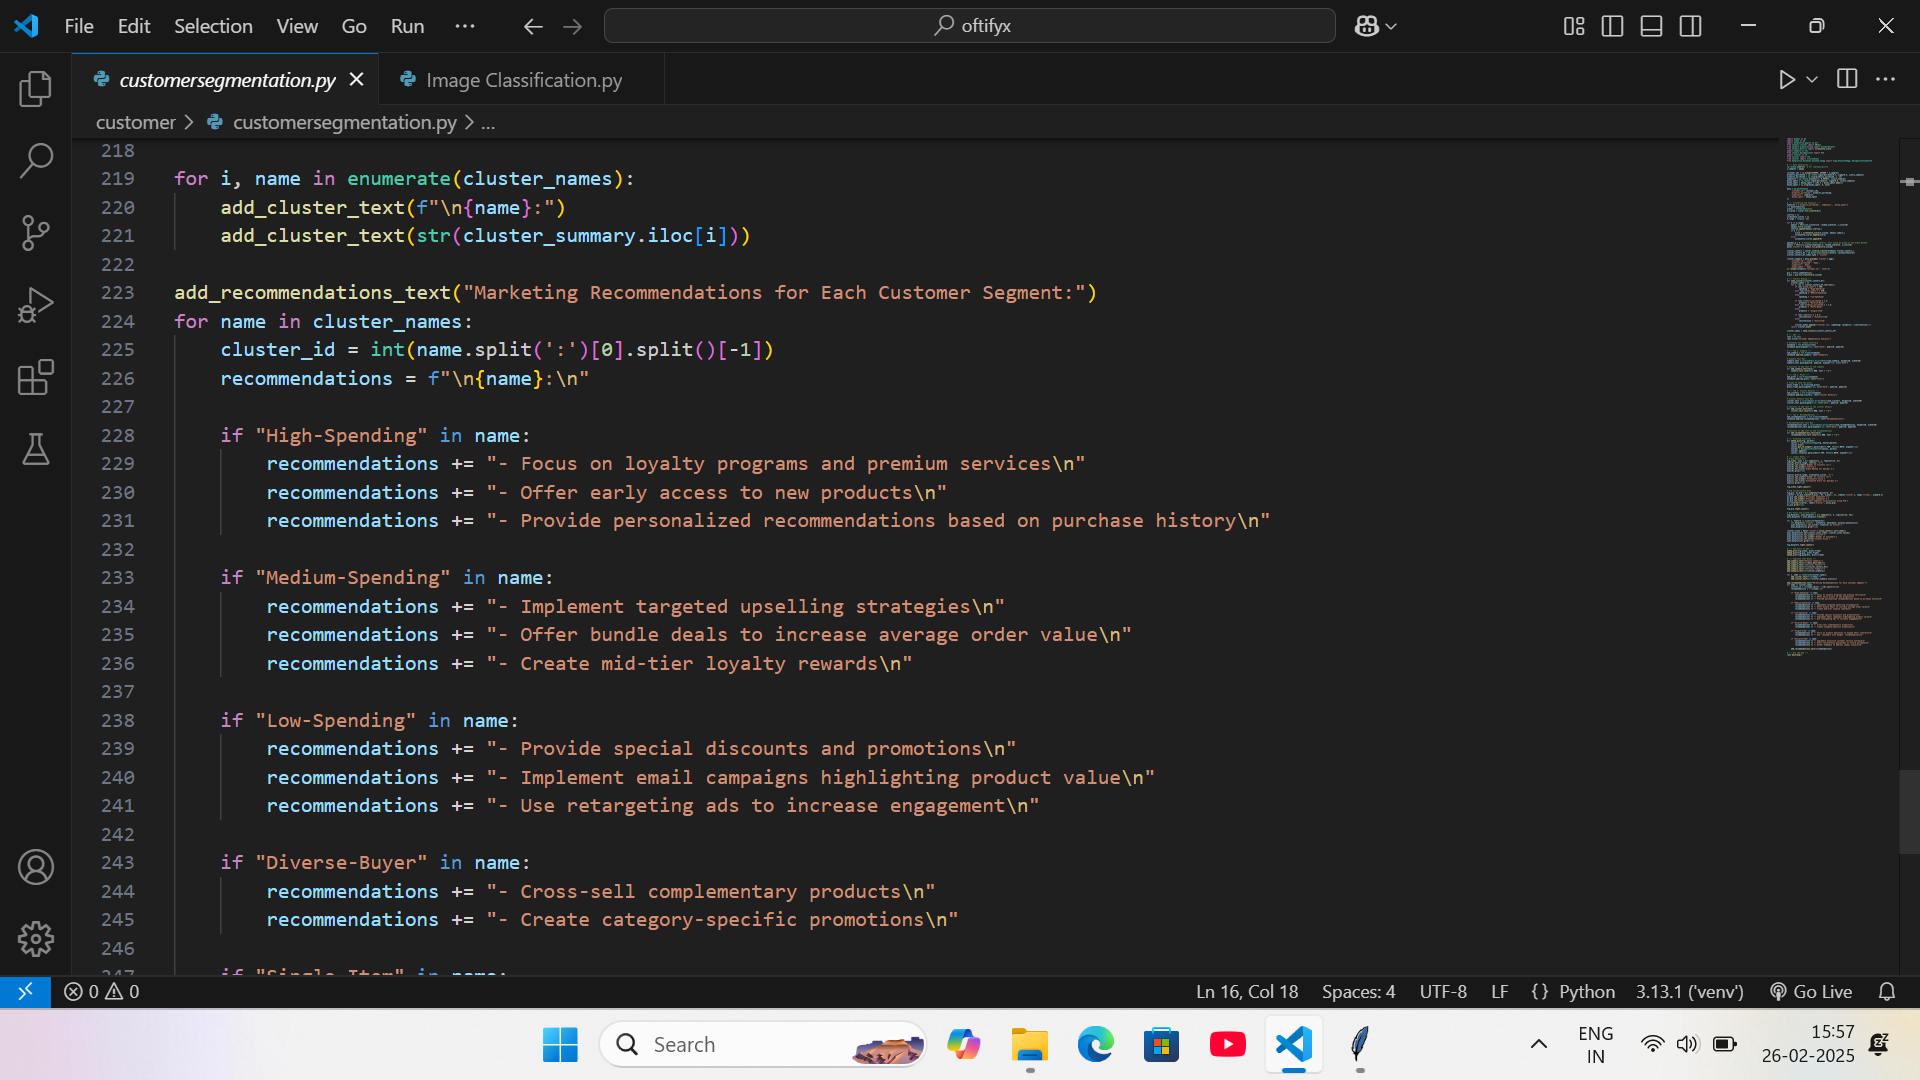 File Edit Selection View Go Run ··· oftifyx
customersegmentation.py Image Classification.py
customer > customersegmentation.py > ...
218
219 for i, name in enumerate(cluster_names):
220     add_cluster_text(f"\n{name}:")
221     add_cluster_text(str(cluster_summary.iloc[i]))
222
223 add_recommendations_text("Marketing Recommendations for Each Customer Segment:")
224 for name in cluster_names:
225     cluster_id = int(name.split(':')[0].split()[-1])
226     recommendations = f"\n{name}:\n"
227
228     if "High-Spending" in name:
229         recommendations += "- Focus on loyalty programs and premium services\n"
230         recommendations += "- Offer early access to new products\n"
231         recommendations += "- Provide personalized recommendations based on purchase history\n"
232
233     if "Medium-Spending" in name:
234         recommendations += "- Implement targeted upselling strategies\n"
235         recommendations += "- Offer bundle deals to increase average order value\n"
236         recommendations += "- Create mid-tier loyalty rewards\n"
237
238     if "Low-Spending" in name:
239         recommendations += "- Provide special discounts and promotions\n"
240         recommendations += "- Implement email campaigns highlighting product value\n"
241         recommendations += "- Use retargeting ads to increase engagement\n"
242
243     if "Diverse-Buyer" in name:
244         recommendations += "- Cross-sell complementary products\n"
245         recommendations += "- Create category-specific promotions\n"
246
247     if "Single-Item" in name:
0 0 Ln 16, Col 18 Spaces: 4 UTF-8 LF {} Python 3.13.1 ('venv') Go Live
Search ENG IN 15:57 26-02-2025